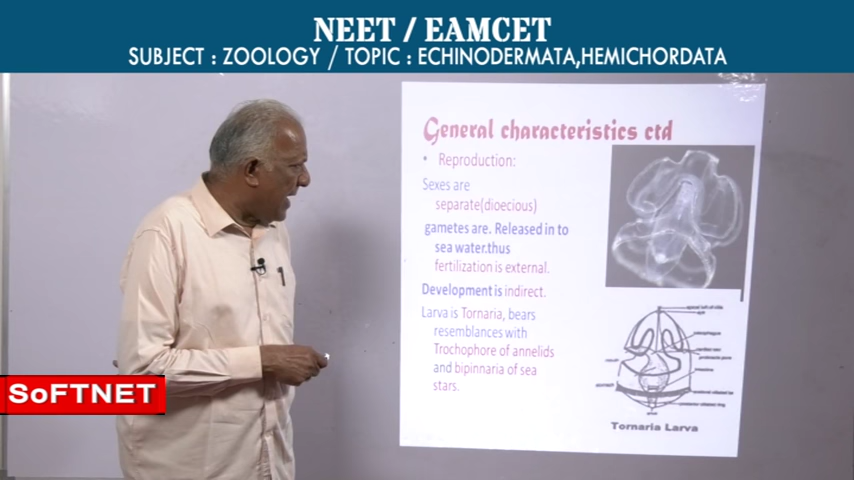 NEET / EAMCET
SUBJECT : ZOOLOGY / TOPIC : ECHINODERMATA,HEMICHORDATA
General characteristics ctd
• Reproduction:
Sexes are
separate(dioecious)
gametes are. Released in to
sea water.thus
fertilization is external.
Development is indirect.
Larva is Tornaria, bears
resemblances with
Trochophore of annelids
and bipinnaria of sea
stars.
Tornaria Larva
SoFTNET